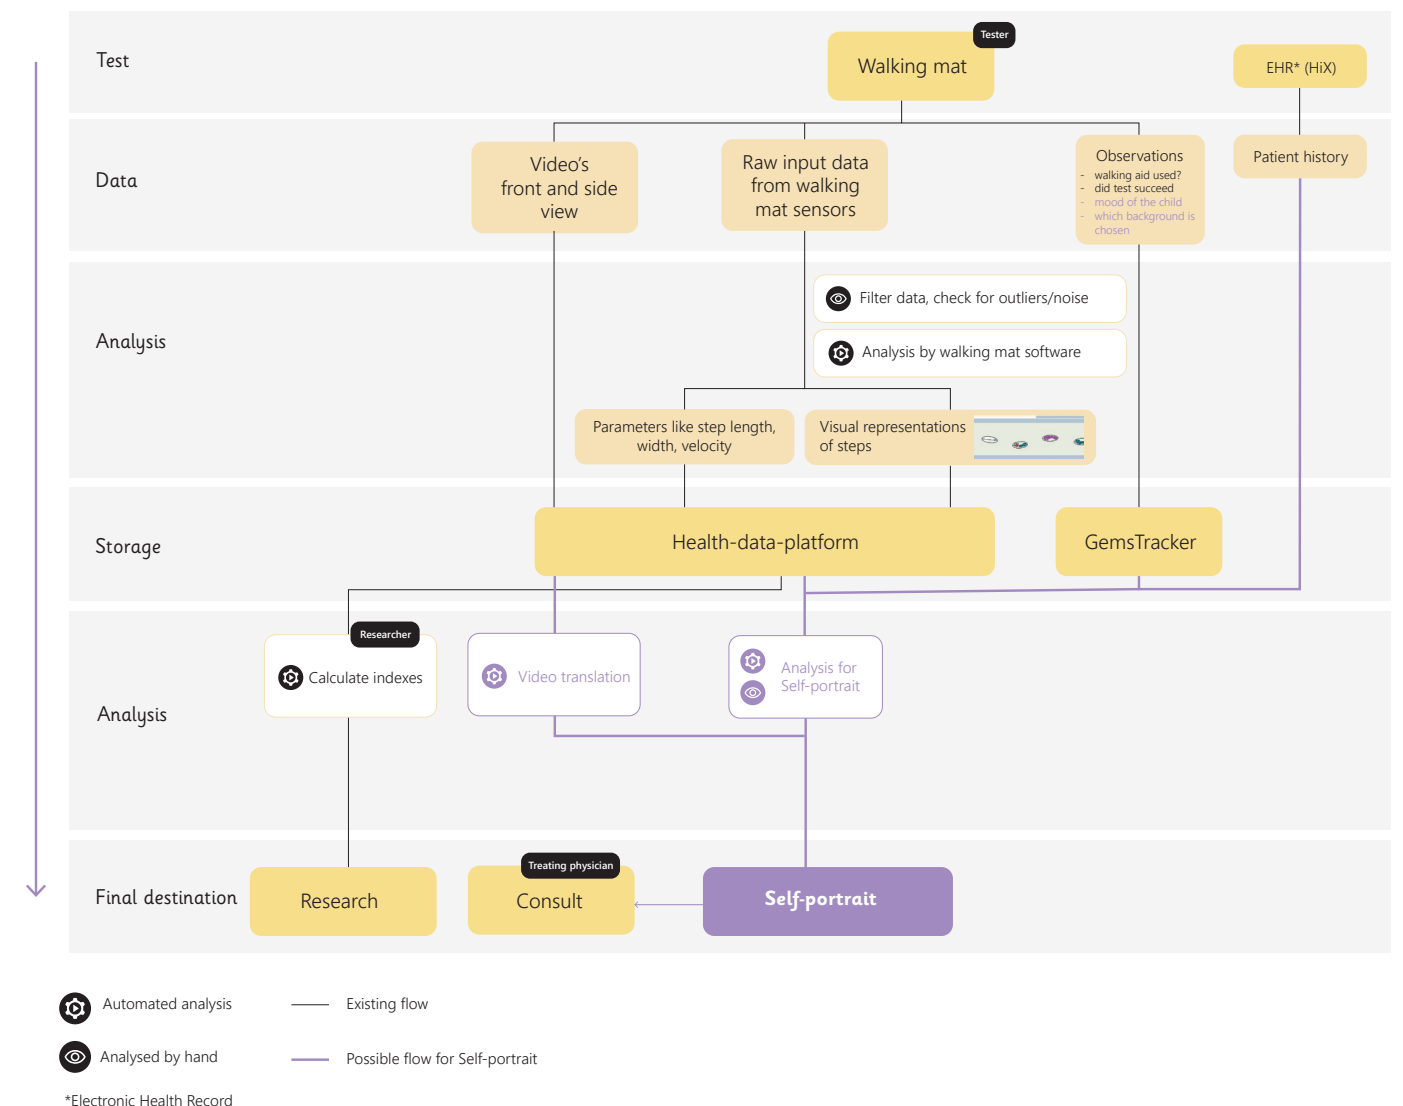 Test
Tester
Walking mat
EHR* (HiX)
Data
Video’s
front and side
view
Raw input data
from walking
mat sensors
Observations
- walking aid used?
- did test succeed
- mood of the child
- which background is
chosen
Patient history
Analysis
Filter data, check for outliers/noise
Analysis by walking mat software
Parameters like step length,
width, velocity
Visual representations
of steps
Storage
Health-data-platform
GemsTracker
Analysis
Researcher
Calculate indexes
Video translation
Analysis for
Self-portrait
Final destination
Research
Treating physician
Consult
Self-portrait
Automated analysis
Existing flow
Analysed by hand
Possible flow for Self-portrait
*Electronic Health Record